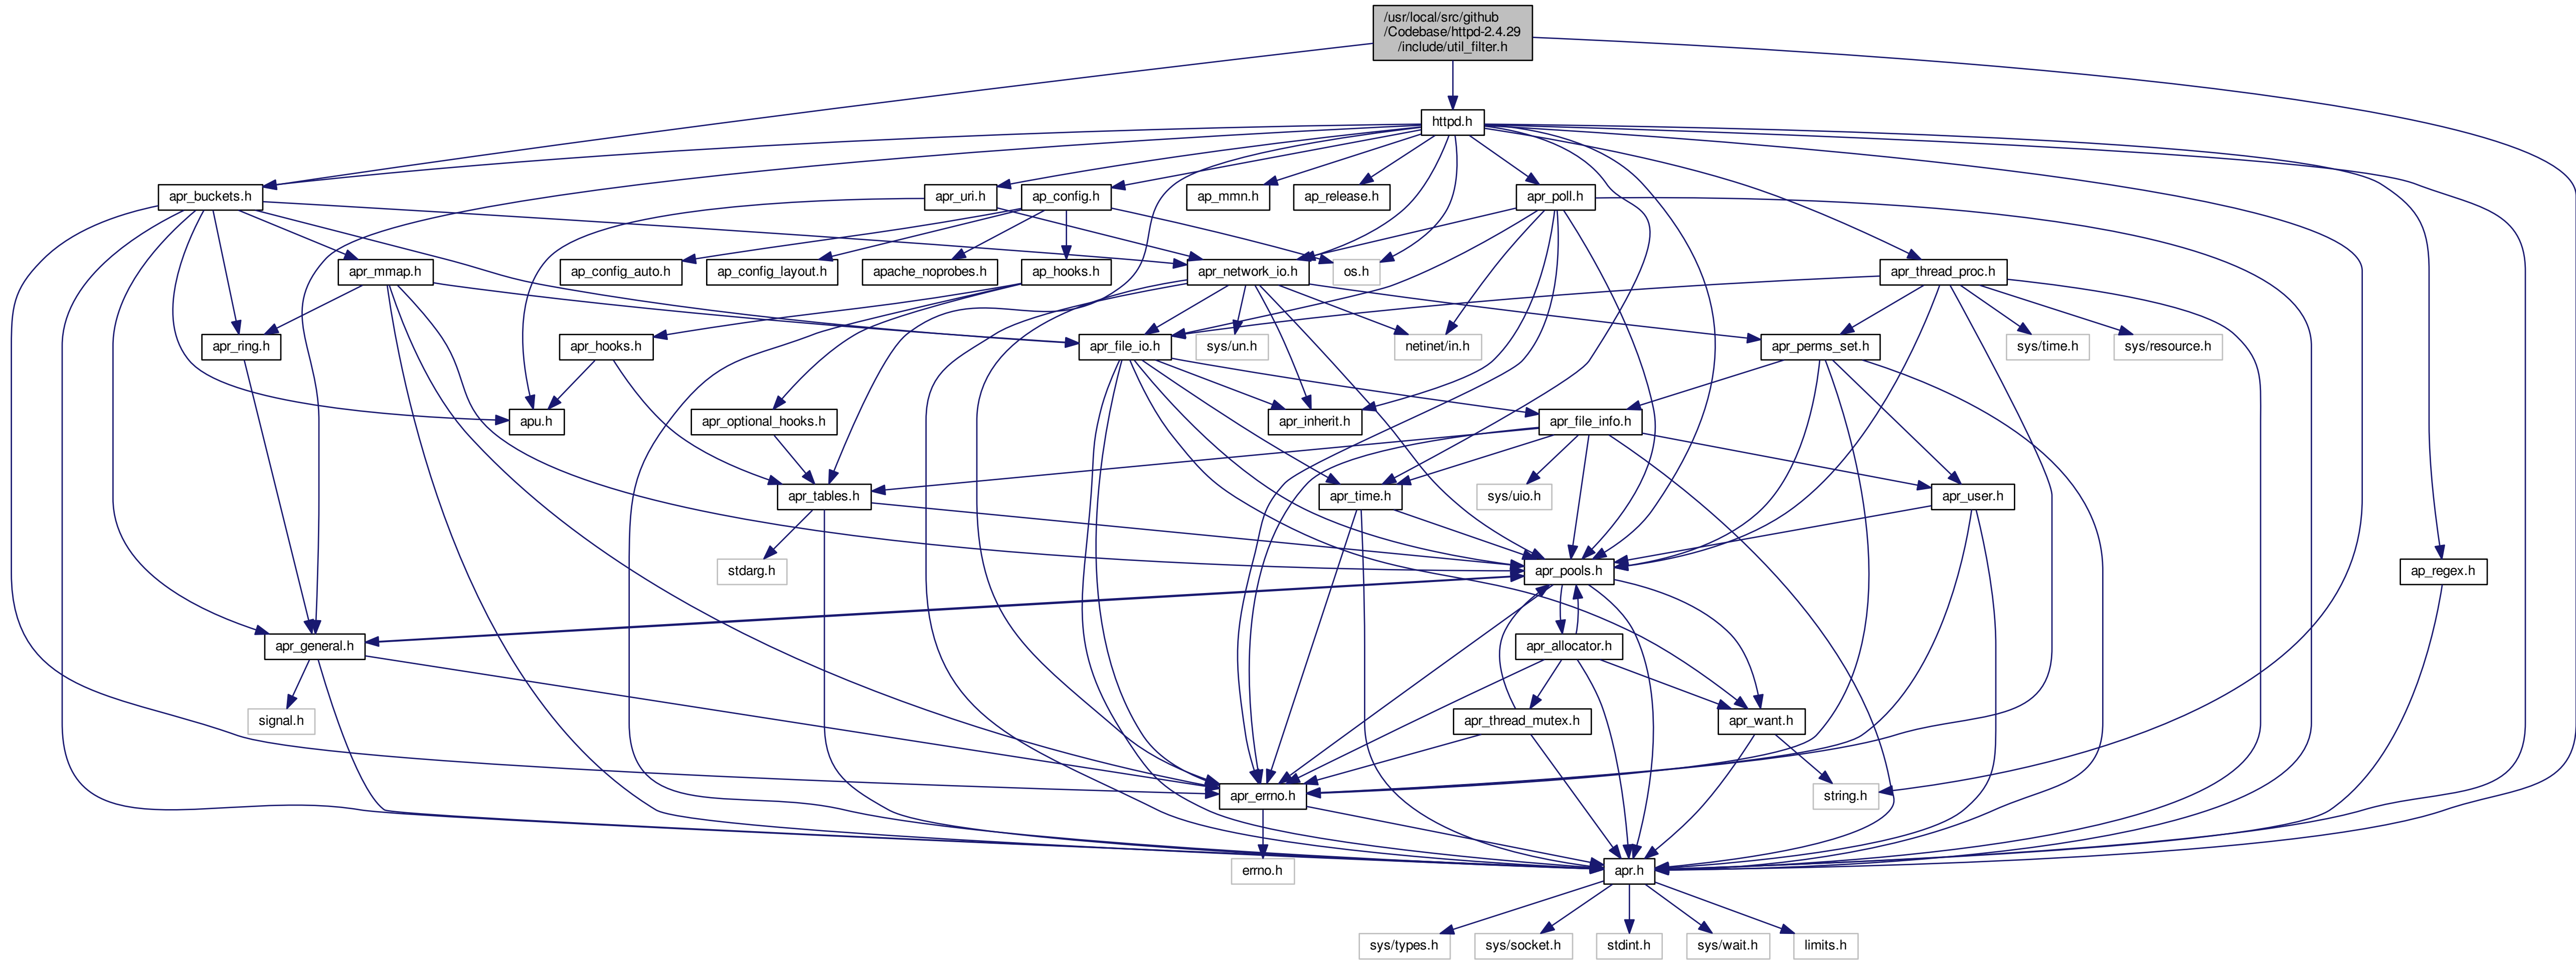 /usr/local/src/github
/Codebase/httpd-2.4.29
/include/util_filter.h
httpd.h
apr_buckets.h
apr_uri.h
ap_config.h
ap_mmn.h
ap_release.h
apr_poll.h
apr_mmap.h
ap_config_auto.h
ap_config_layout.h
apache_noprobes.h
ap_hooks.h
apr_network_io.h
os.h
apr_thread_proc.h
apr_ring.h
apr_hooks.h
apr_file_io.h
sys/un.h
netinet/in.h
apr_perms_set.h
sys/time.h
sys/resource.h
apu.h
apr_optional_hooks.h
apr_inherit.h
apr_file_info.h
apr_tables.h
apr_time.h
sys/uio.h
apr_user.h
stdarg.h
apr_pools.h
ap_regex.h
apr_general.h
apr_allocator.h
signal.h
apr_thread_mutex.h
apr_want.h
apr_errno.h
string.h
errno.h
apr.h
sys/types.h
sys/socket.h
stdint.h
sys/wait.h
limits.h